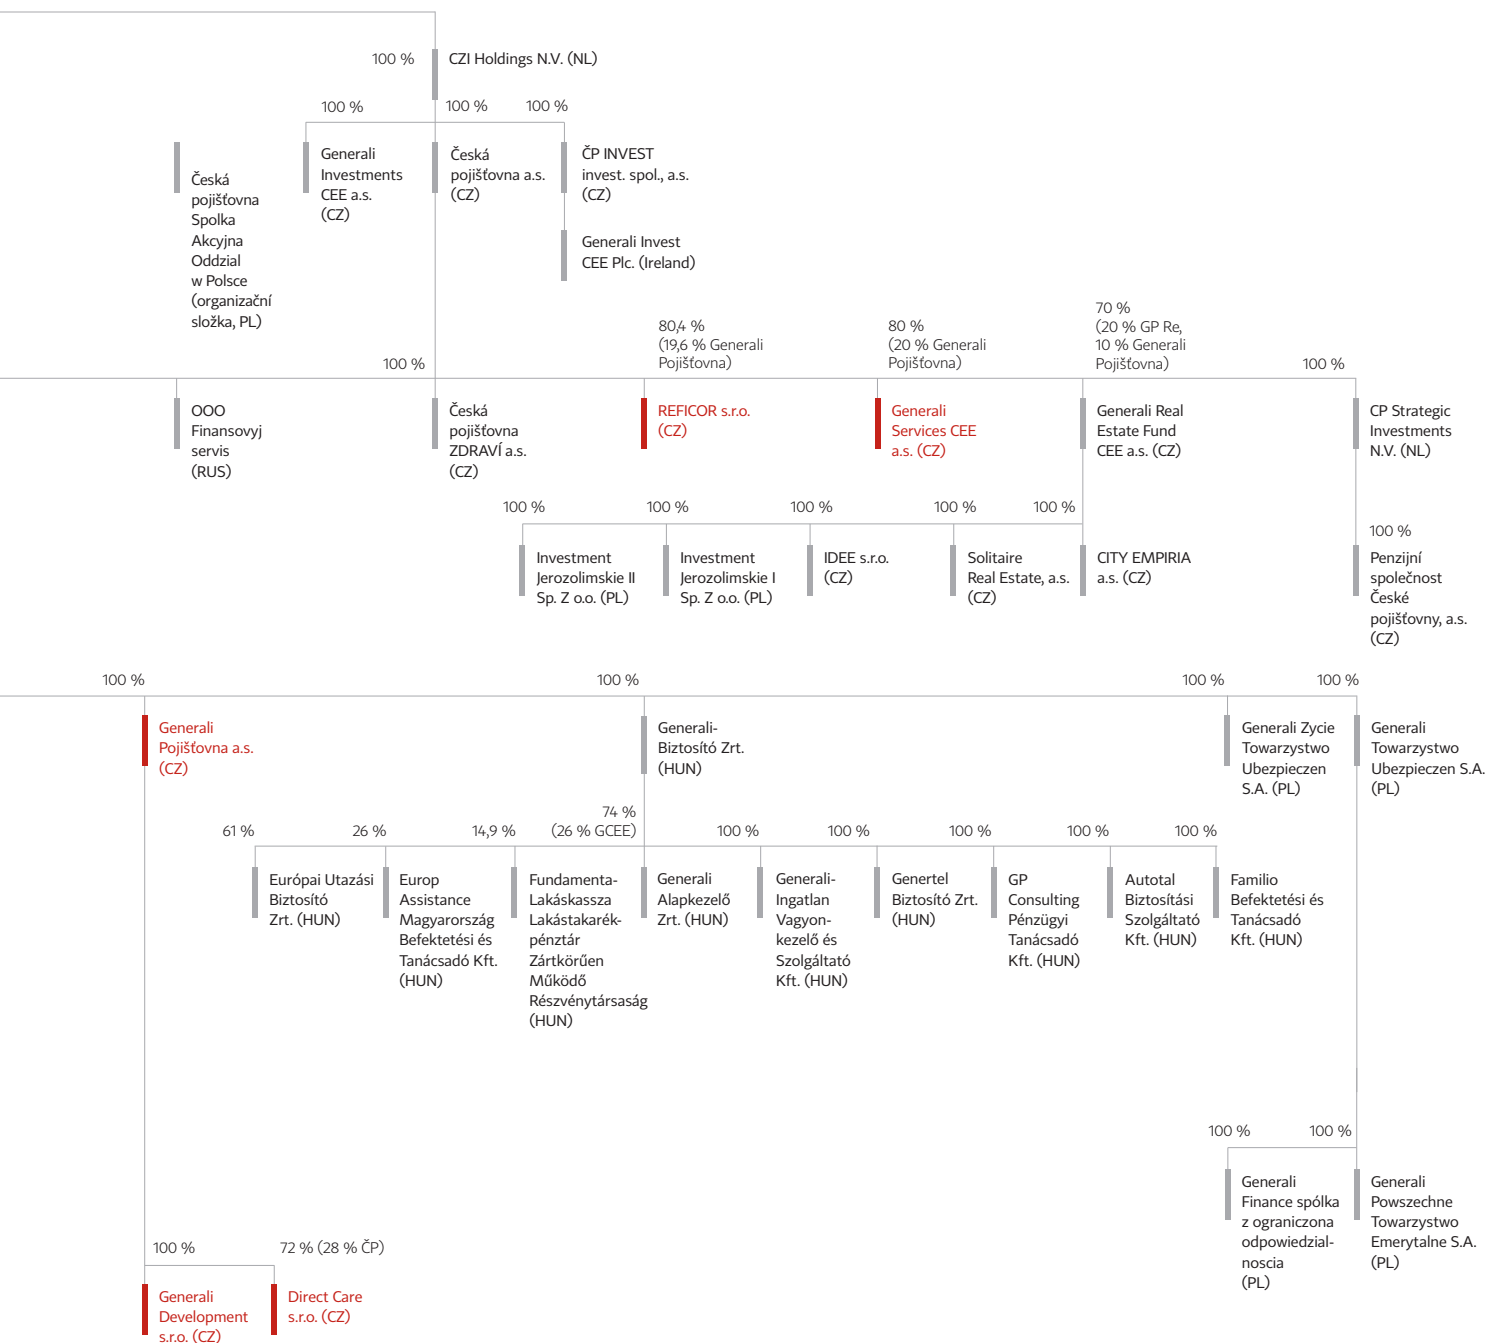 100 %
CZI Holdings N.V. (NL)
100 %
100 %
100 %
Česká
pojišťovna
Spolka
Akcyjna
Oddzial
w Polsce
(organizační
složka, PL)
Generali
Investments
CEE a.s.
(CZ)
Česká
pojišťovna a.s.
(CZ)
ČP INVEST
invest. spol., a.s.
(CZ)
Generali Invest
CEE Plc. (Ireland)
100 %
80,4 %
(19,6 % Generali
Pojišťovna)
80 %
(20 % Generali
Pojišťovna)
70 %
(20 % GP Re,
10 % Generali
Pojišťovna)
100 %
OOO
Finansovyj
servis
(RUS)
Česká
pojišťovna
ZDRAVÍ a.s.
(CZ)
REFICOR s.r.o.
(CZ)
Generali
Services CEE
a.s. (CZ)
Generali Real
Estate Fund
CEE a.s. (CZ)
CP Strategic
Investments
N.V. (NL)
100 %
100 %
100 %
100 %
100 %
100 %
Investment
Jerozolimskie II
Sp. Z o.o. (PL)
Investment
Jerozolimskie I
Sp. Z o.o. (PL)
IDEE s.r.o.
(CZ)
Solitaire
Real Estate, a.s.
(CZ)
CITY EMPIRIA
a.s. (CZ)
Penzijní
společnost
České
pojišťovny, a.s.
(CZ)
100 %
100 %
100 %
100 %
Generali
Pojišťovna a.s.
(CZ)
Generali-
Biztosító Zrt.
(HUN)
Generali Zycie
Towarzystwo
Ubezpieczen
S.A. (PL)
Generali
Towarzystwo
Ubezpieczen S.A.
(PL)
61 %
26 %
14,9 %
74 %
(26 % GCEE)
100 %
100 %
100 %
100 %
100 %
Európai Utazási
Biztosító
Zrt. (HUN)
Europ
Assistance
Magyarország
Befektetési és
Tanácsadó Kft.
(HUN)
Fundamenta-
Lakáskassza
Lakástakarék-
pénztár
Zártkörűen
Működő
Részvénytársaság
(HUN)
Generali
Alapkezelő
Zrt. (HUN)
Generali-
Ingatlan
Vagyon-
kezelő és
Szolgáltató
Kft. (HUN)
Genertel
Biztosító Zrt.
(HUN)
GP
Consulting
Pénzügyi
Tanácsadó
Kft. (HUN)
Autotal
Biztosítási
Szolgáltató
Kft. (HUN)
Familio
Befektetési és
Tanácsadó
Kft. (HUN)
100 %
100 %
Generali
Finance spólka
z ograniczona
odpowiedzial-
noscia
(PL)
Generali
Powszechne
Towarzystwo
Emerytalne S.A.
(PL)
100 %
72 % (28 % ČP)
Generali
Development
s.r.o. (CZ)
Direct Care
s.r.o. (CZ)